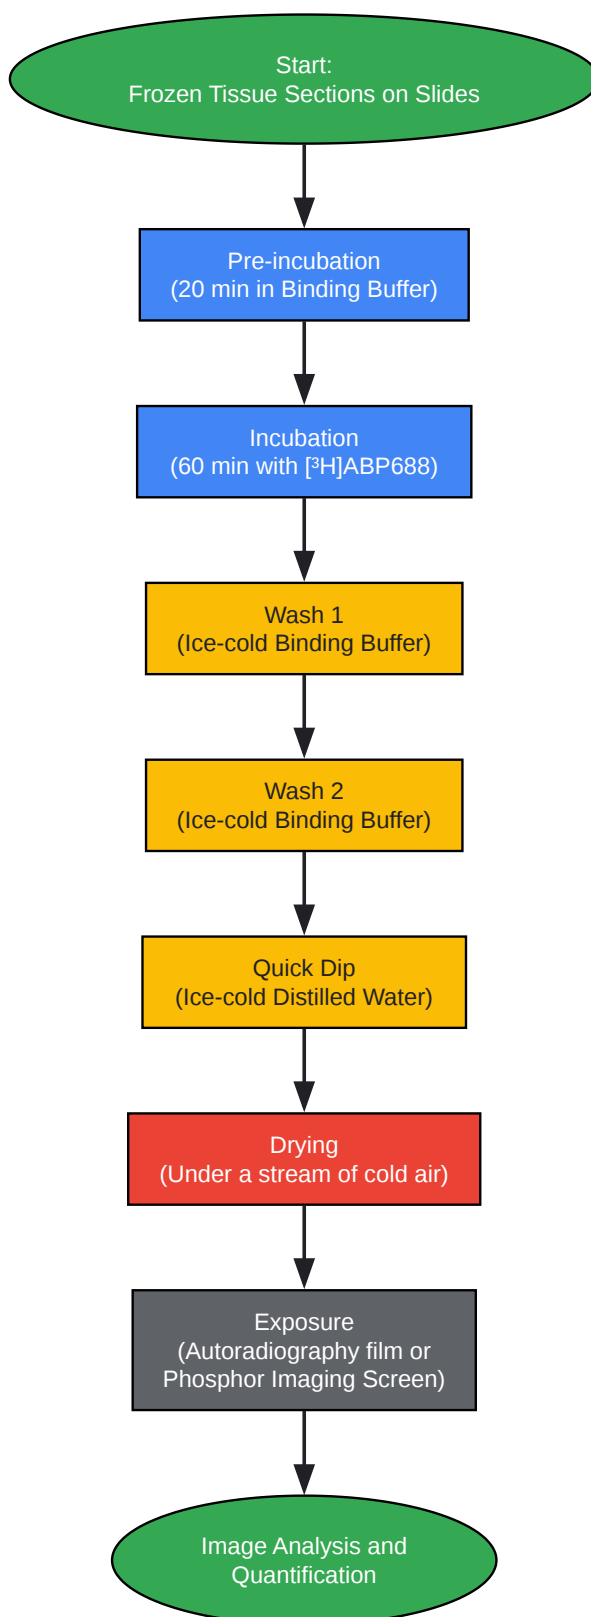 Start:
Frozen Tissue Sections on Slides
Pre-incubation
(20 min in Binding Buffer)
Incubation
(60 min with [³H]ABP688)
Wash 1
(Ice-cold Binding Buffer)
Wash 2
(Ice-cold Binding Buffer)
Quick Dip
(Ice-cold Distilled Water)
Drying
(Under a stream of cold air)
Exposure
(Autoradiography film or
Phosphor Imaging Screen)
Image Analysis and
Quantification